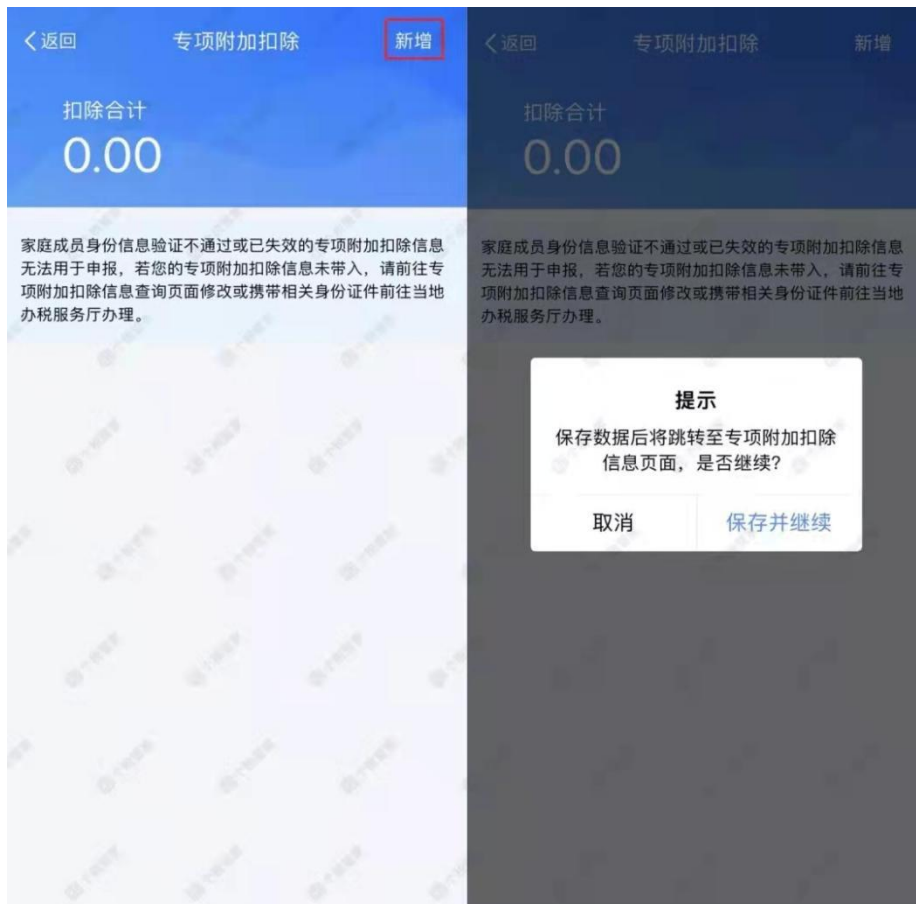 返回 专项附加扣除 新增
扣除合计
0.00
家庭成员身份信息验证不通过或已失效的专项附加扣除信息
无法用于申报，若您的专项附加扣除信息未带入，请前往专
项附加扣除信息查询页面修改或携带相关身份证件前往当地
办税服务厅办理。
返回 专项附加扣除 新增
扣除合计
0.00
家庭成员身份信息验证不通过或已失效的专项附加扣除信息
无法用于申报，若您的专项附加扣除信息未带入，请前往专
项附加扣除信息查询页面修改或携带相关身份证件前往当地
办税服务厅办理。
提示
保存数据后将跳转至专项附加扣除
信息页面，是否继续?
取消 保存并继续